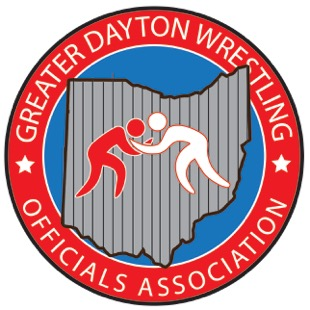 GREATER DAYTON WRESTLING
OFFICIALS ASSOCIATION